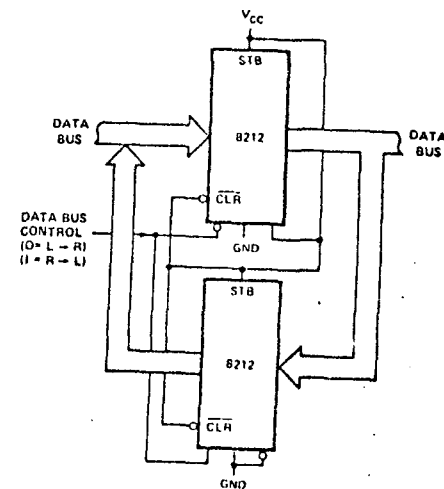 VCC
STB
DATA
BUS
8212
DATA
BUS
CLR
DATA BUS
CONTROL
(0 = L → R)
(1 = R → L)
GND
STB
8212
CLR
GND